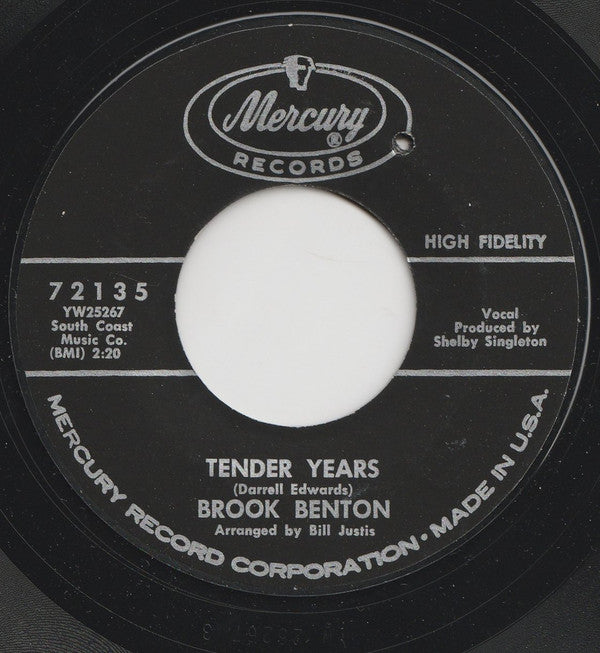 Mercury
®
RECORDS
HIGH FIDELITY
72135
YW25267
South Coast
Music Co.
(BMI) 2:20
Vocal
Produced by
Shelby Singleton
TENDER YEARS
(Darrell Edwards)
BROOK BENTON
Arranged by Bill Justis
MERCURY RECORD CORPORATION • MADE IN U.S.A.